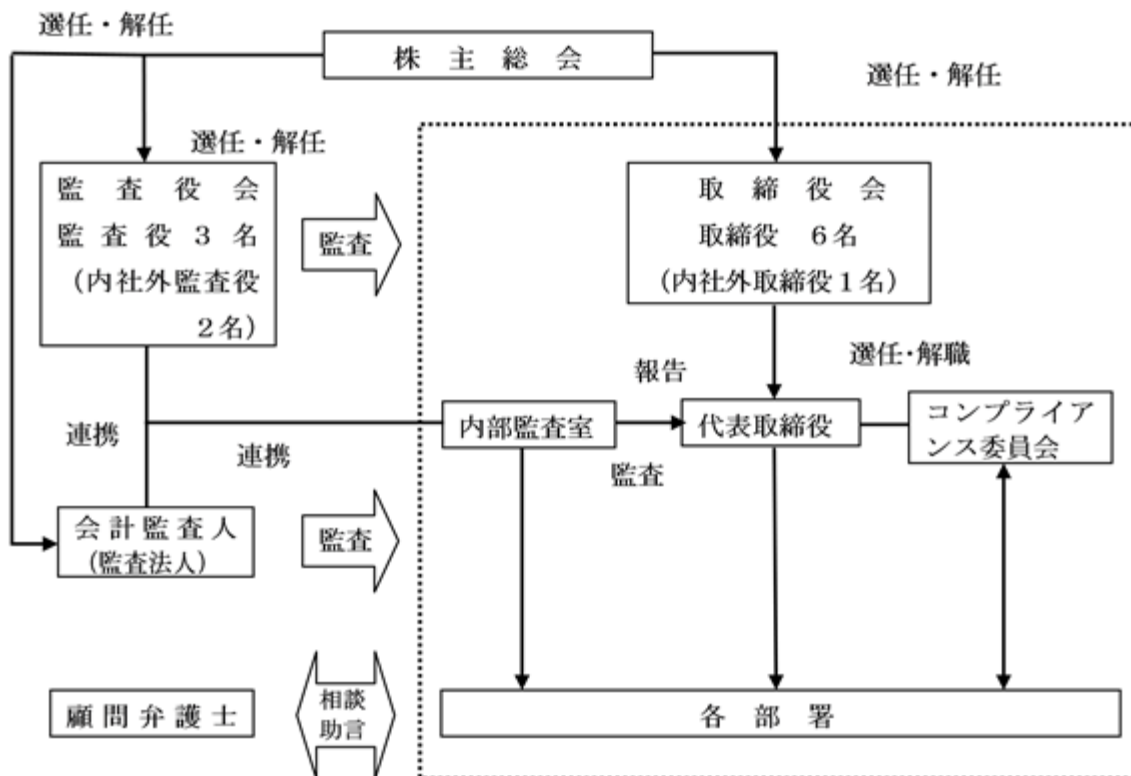 選任・解任
株主総会
選任・解任
選任・解任
監査役会
監査役3名
(内社外監査役
2名)
監査
取締役会
取締役 6名
(内社外取締役1名)
選任・解職
報告
内部監査室
代表取締役
コンプライア
ンス委員会
連携
連携
監査
会計監査人
(監査法人)
監査
顧問弁護士
相談
助言
各部署